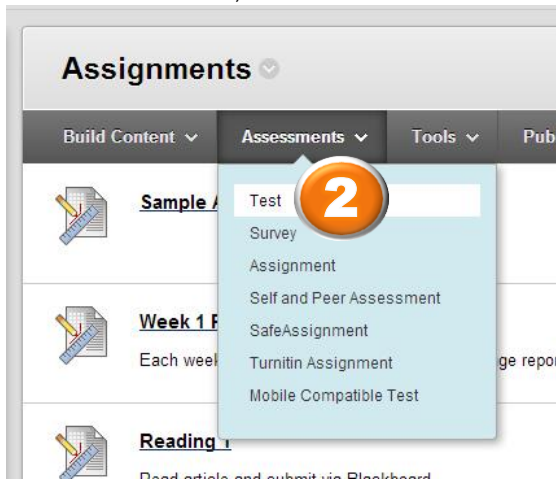 Assignments
Build Content Assessments Tools Pub
Sample A
Test 2
Survey
Assignment
Self and Peer Assessment
Week 1
SafeAssignment
Each week Turnitin Assignment ge repor
Mobile Compatible Test
Reading 1
Read article and submit via Blackboard